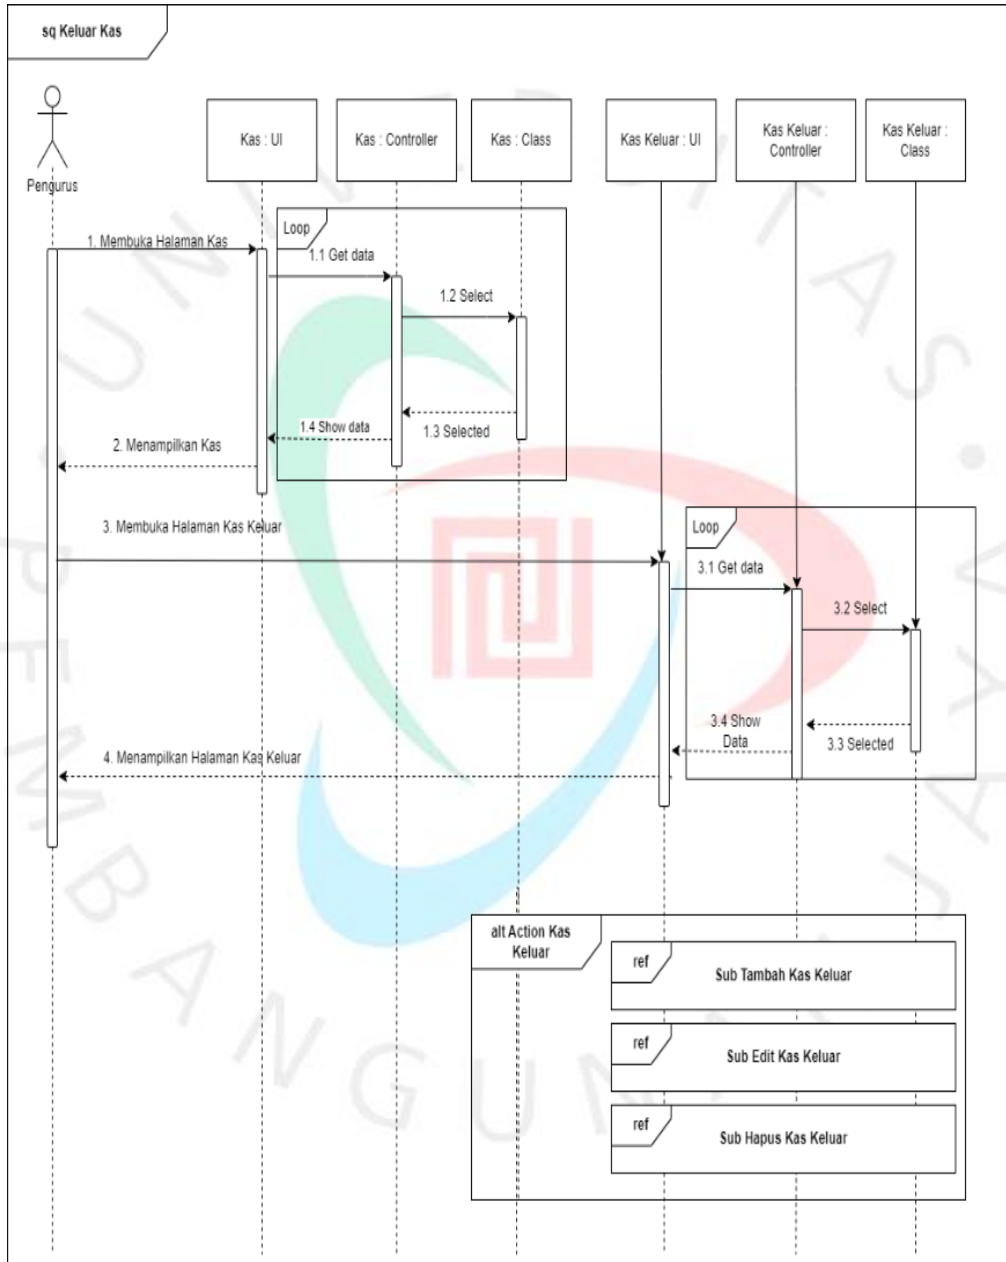 sq Keluar Kas
Pengurus
Kas : UI
Kas : Controller
Kas : Class
Kas Keluar : UI
Kas Keluar :
Controller
Kas Keluar :
Class
Loop
1. Membuka Halaman Kas
1.1 Get data
1.2 Select
1.3 Selected
1.4 Show data
2. Menampilkan Kas
3. Membuka Halaman Kas Keluar
Loop
3.1 Get data
3.2 Select
3.4 Show
Data
3.3 Selected
4. Menampilkan Halaman Kas Keluar
alt Action Kas
Keluar
ref
Sub Tambah Kas Keluar
ref
Sub Edit Kas Keluar
ref
Sub Hapus Kas Keluar